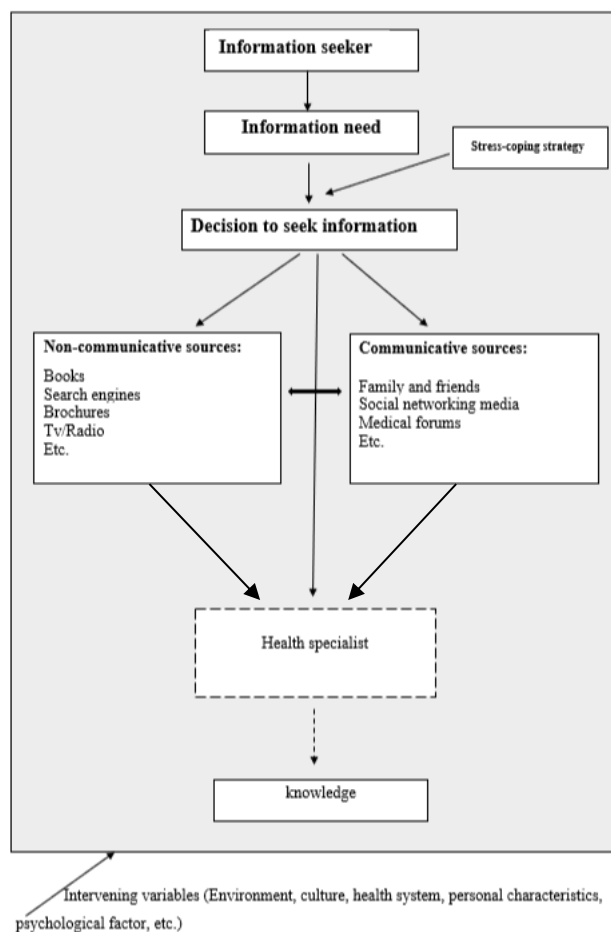 Information seeker
Information need
Stress-coping strategy
Decision to seek information
Non-communicative sources:
Books
Search engines
Brochures
Tv/Radio
Etc.
Communicative sources:
Family and friends
Social networking media
Medical forums
Etc.
Health specialist
knowledge
Intervening variables (Environment, culture, health system, personal characteristics,
psychological factor, etc.)